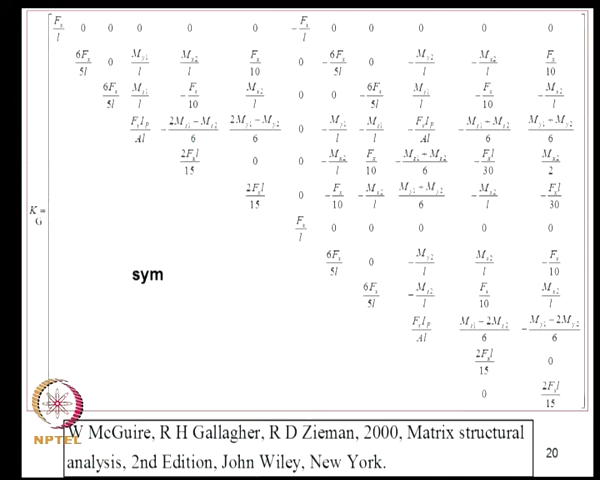 F_x/l 0 0 0 0 0 -F_x/l 0 0 0 0 0
6F_x/5l 0 M_y1/l M_x2/l F_x/10 0 -6F_x/5l 0 -M_y2/l -M_x2/l F_x/10
6F_x/5l M_z1/l -F_x/10 M_x2/l 0 0 -6F_x/5l -M_z2/l -F_x/10 -M_x2/l
F_x I_p/Al -2M_z1-M_z2/6 2M_y1-M_y2/6 0 -M_y1/l -M_z1/l -F_x I_p/Al -M_z1+M_z2/6 M_y1+M_y2/6
2F_x l/15 0 0 -M_x2/l F_x/10 -M_z1+M_z2/6 -F_x l/30 M_x2/2
2F_x l/15 0 -F_x/10 -M_x2/l M_y1+M_y2/6 -M_x2/l -F_x l/30
K_G =
F_x/l 0 0 0 0 0
6F_x/5l 0 -M_y2/l M_x2/l -F_x/10
sym
6F_x/5l -M_z2/l F_x/10 M_x2/l
F_x I_p/Al M_z1-2M_z2/6 -M_y1-2M_y2/6
2F_x l/15 0
0 2F_x l/15
NPTEL
W McGuire, R H Gallagher, R D Zieman, 2000, Matrix structural
analysis, 2nd Edition, John Wiley, New York.
20